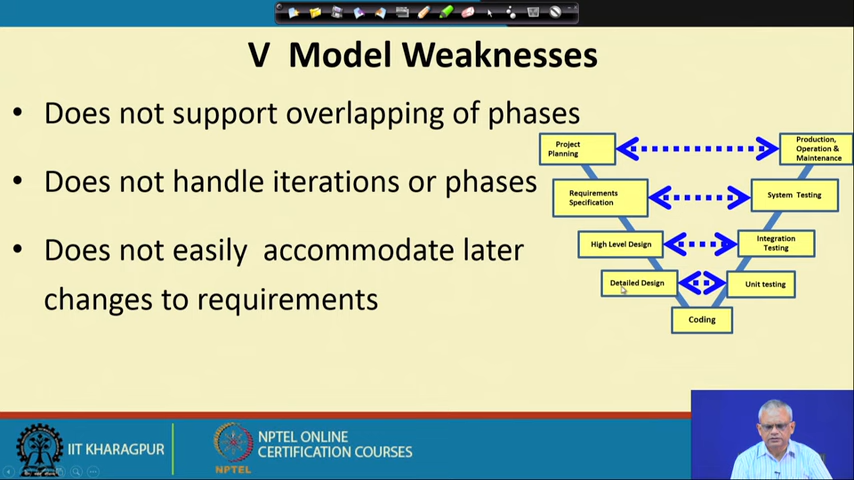 V Model Weaknesses
• Does not support overlapping of phases
• Does not handle iterations or phases
• Does not easily accommodate later
changes to requirements
Project
Planning
Production,
Operation &
Maintenance
Requirements
Specification
System Testing
High Level Design
Integration
Testing
Detailed Design
Unit testing
Coding
IIT KHARAGPUR
NPTEL
NPTEL ONLINE
CERTIFICATION COURSES